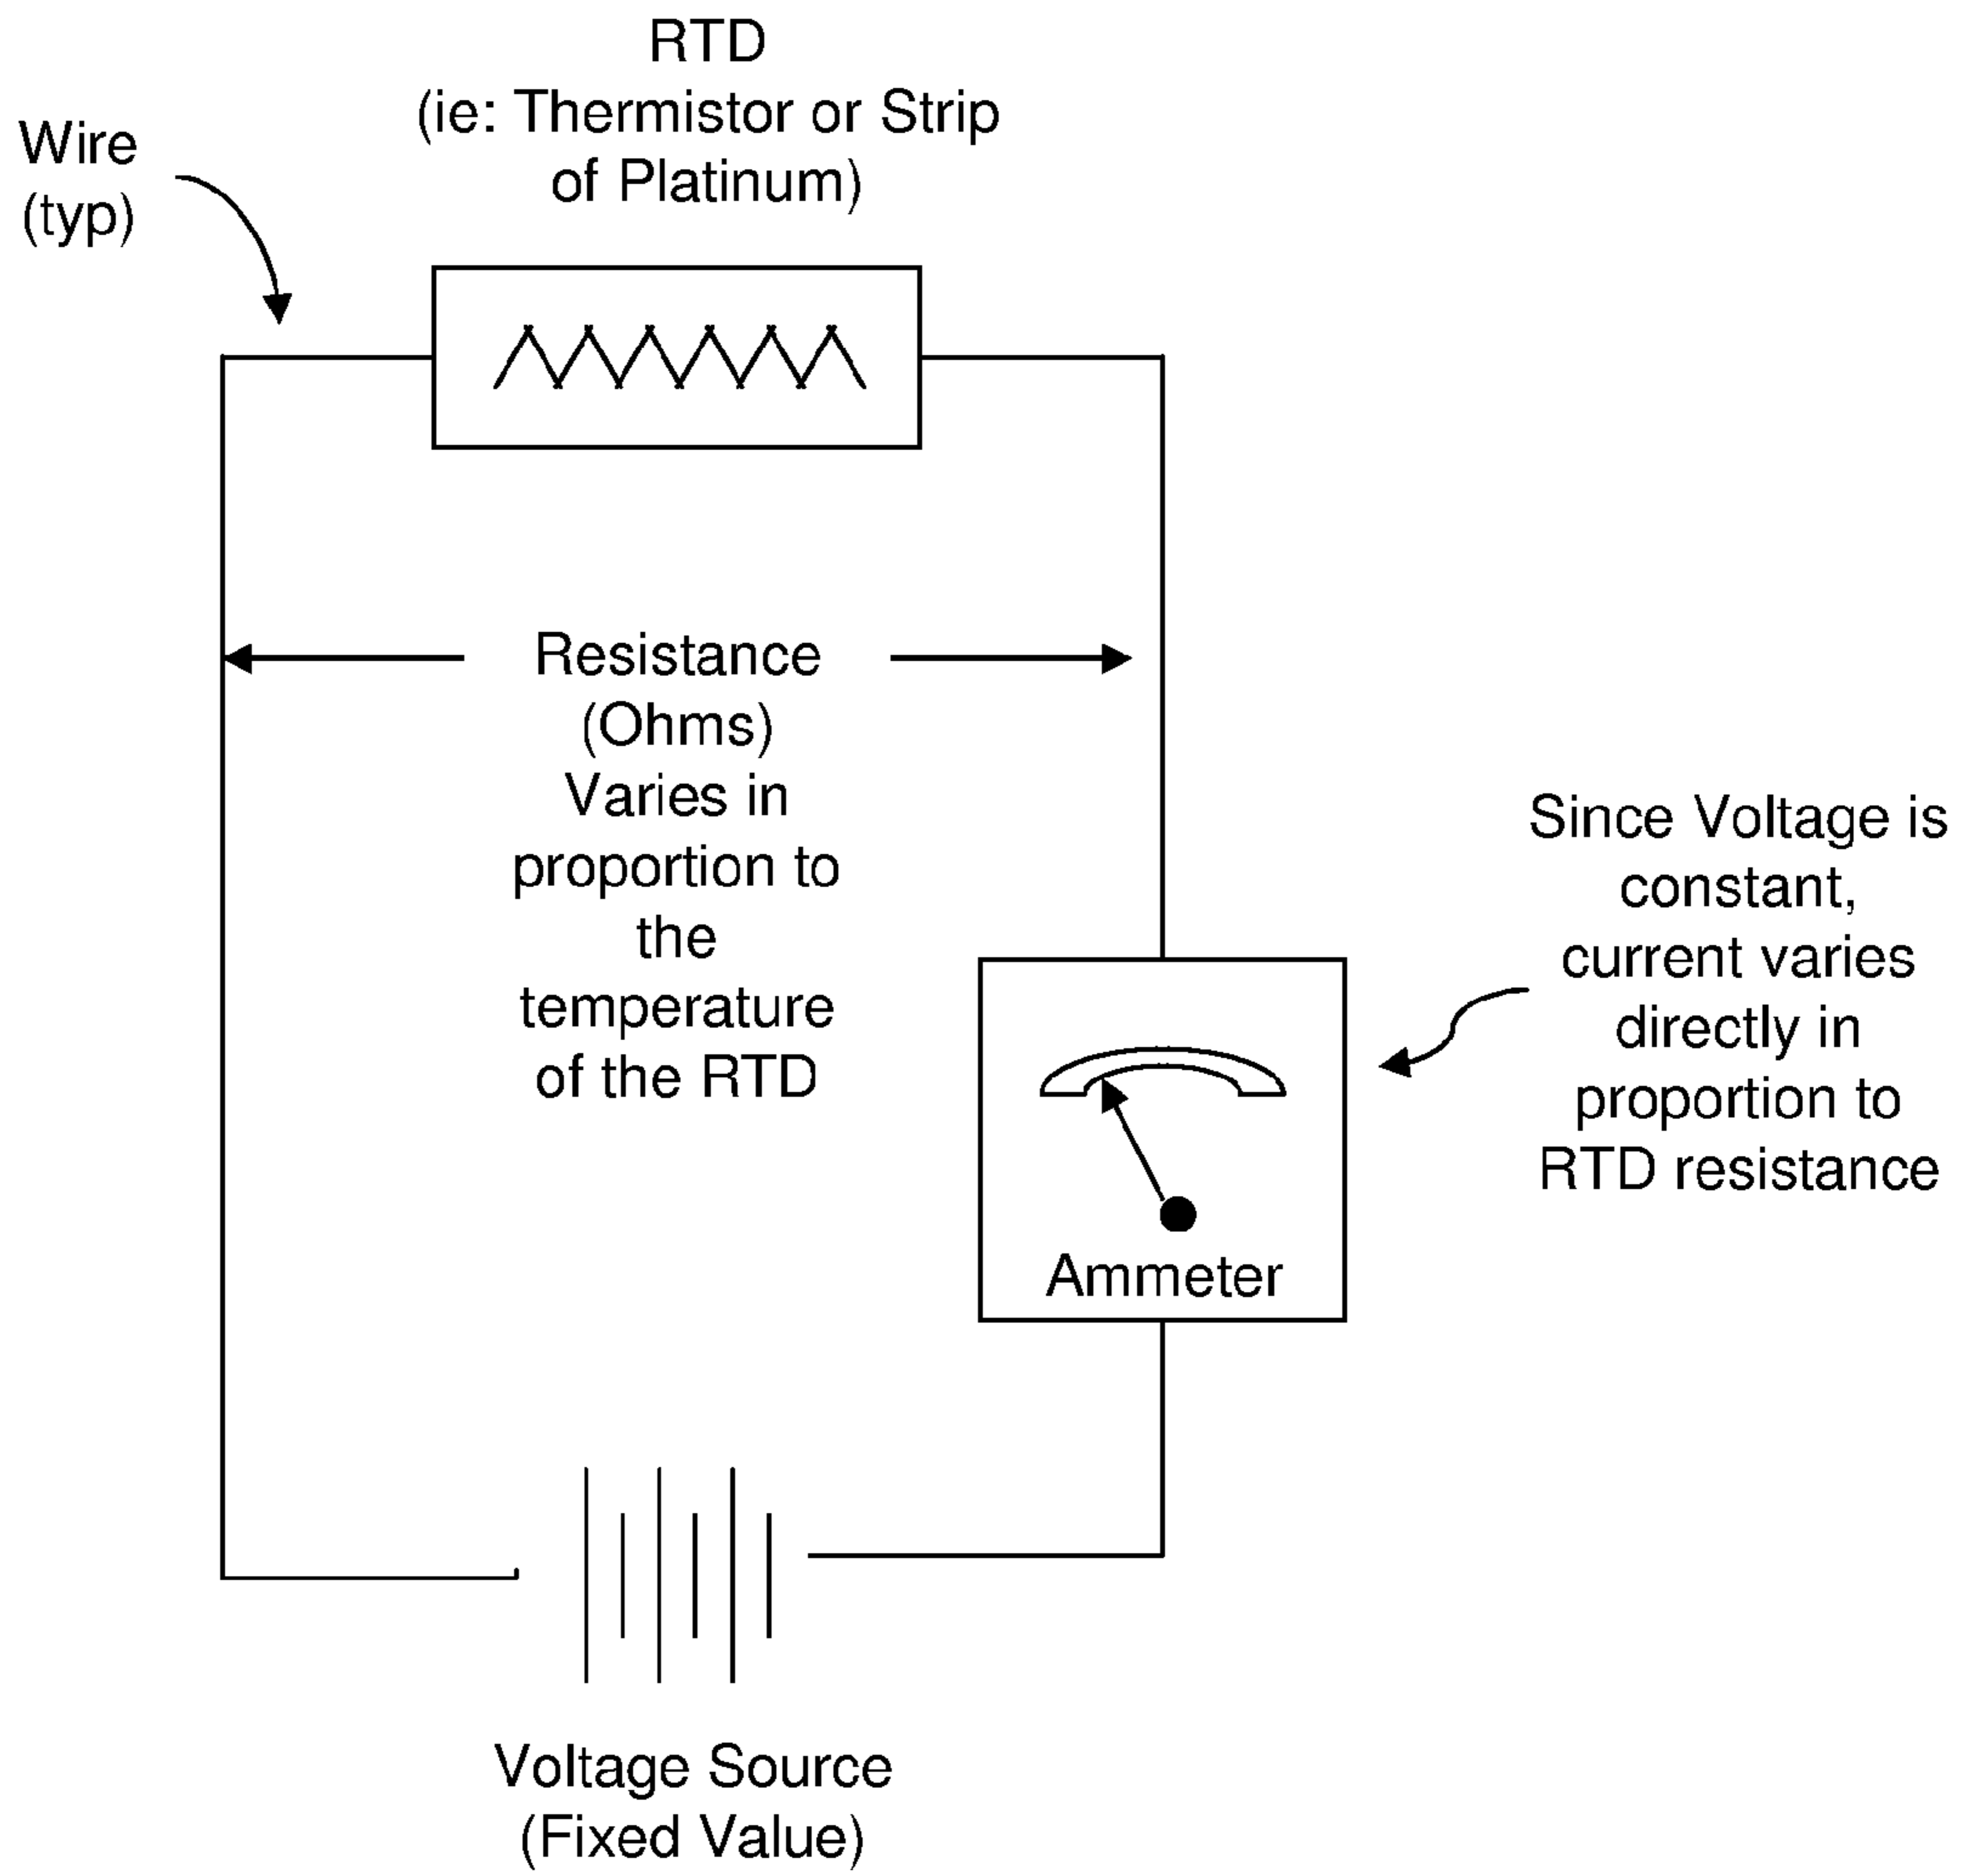 RTD
(ie: Thermistor or Strip
of Platinum)
Wire
(typ)
Resistance
(Ohms)
Varies in
proportion to
the
temperature
of the RTD
Since Voltage is
constant,
current varies
directly in
proportion to
RTD resistance
Ammeter
Voltage Source
(Fixed Value)